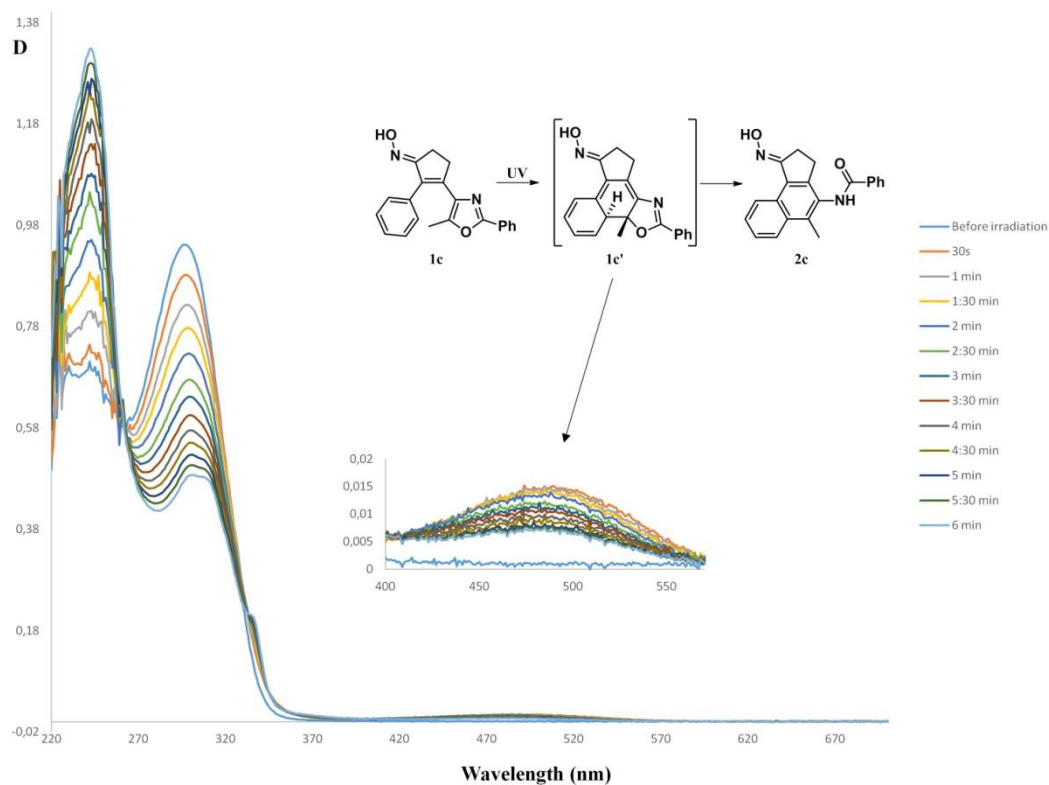 1,38
D
1,18
0,98
0,78
0,58
0,38
0,18
-0,02
220 270 320 370 420 470 520 570 620 670
Wavelength (nm)
HO
N
CH₃
O
N
Ph
1c
UV
HO
N
H
N
O
Ph
1c'
HO
N
O
Ph
NH
2c
0,02
0,015
0,01
0,005
0
400 450 500 550
Before irradiation
30s
1 min
1:30 min
2 min
2:30 min
3 min
3:30 min
4 min
4:30 min
5 min
5:30 min
6 min